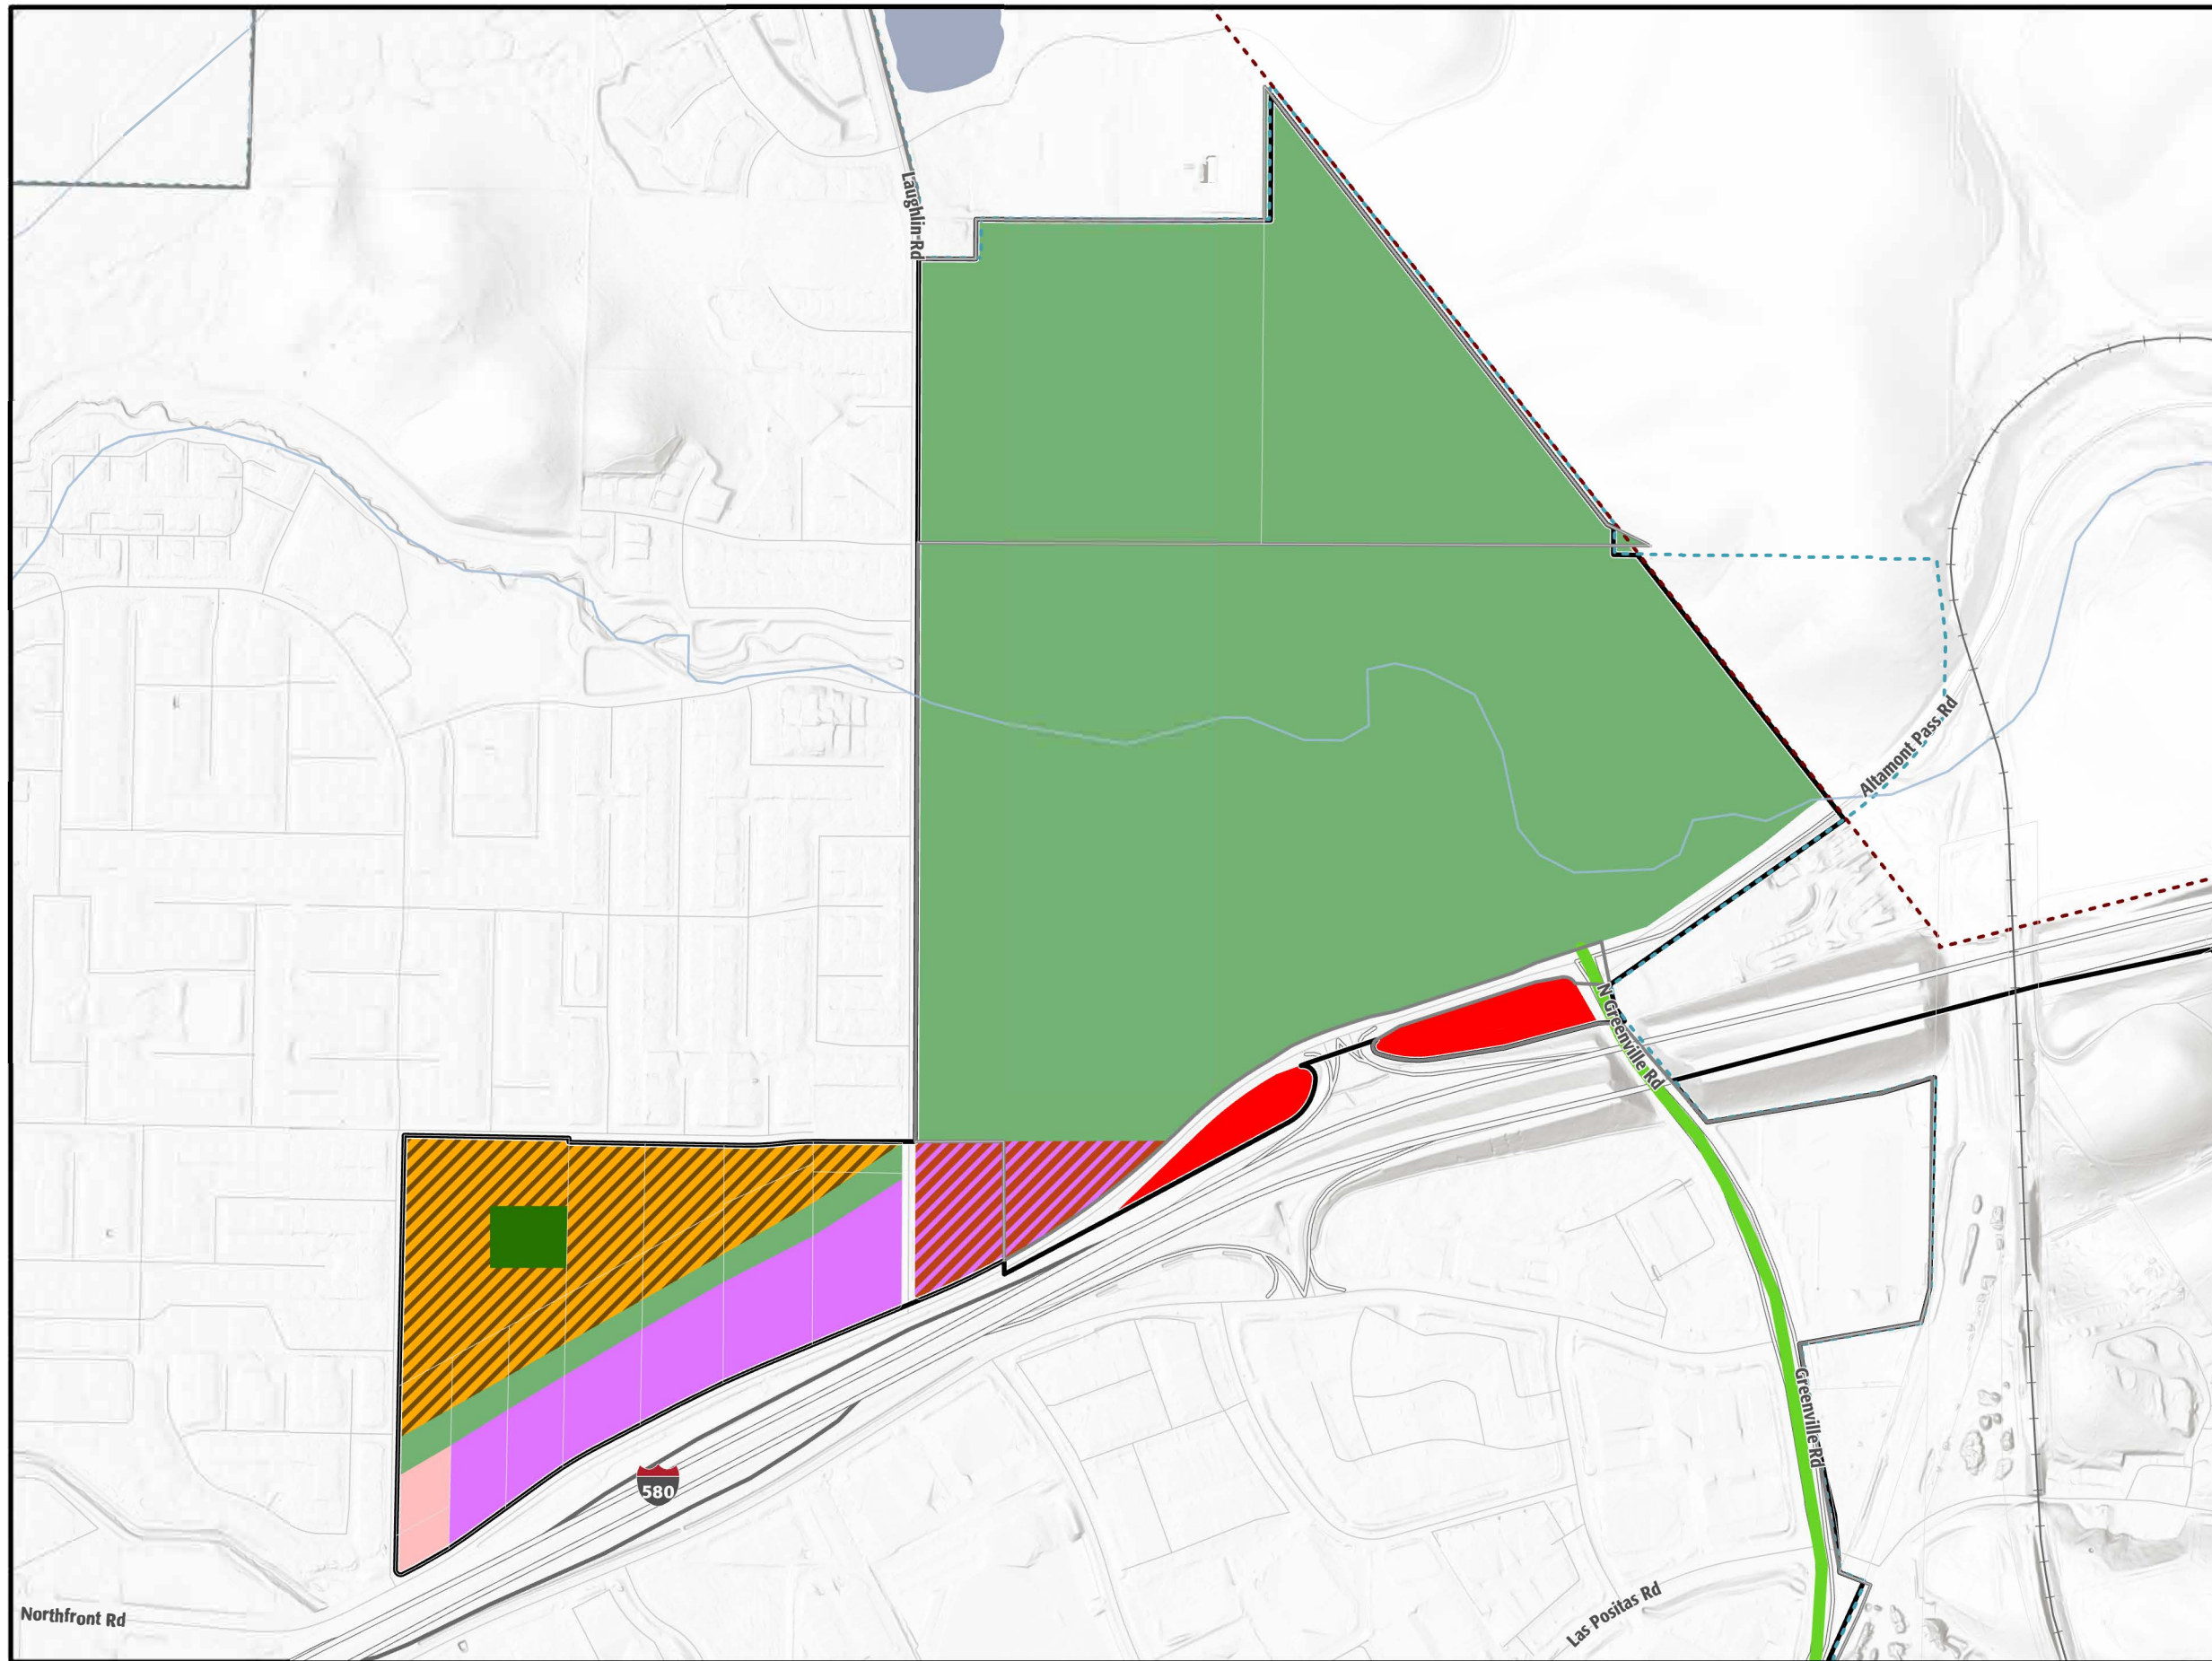 Laughlin Rd
Altamont Pass Rd
N Greenville Rd
Greenville Rd
580
Las Positas Rd
Northfront Rd